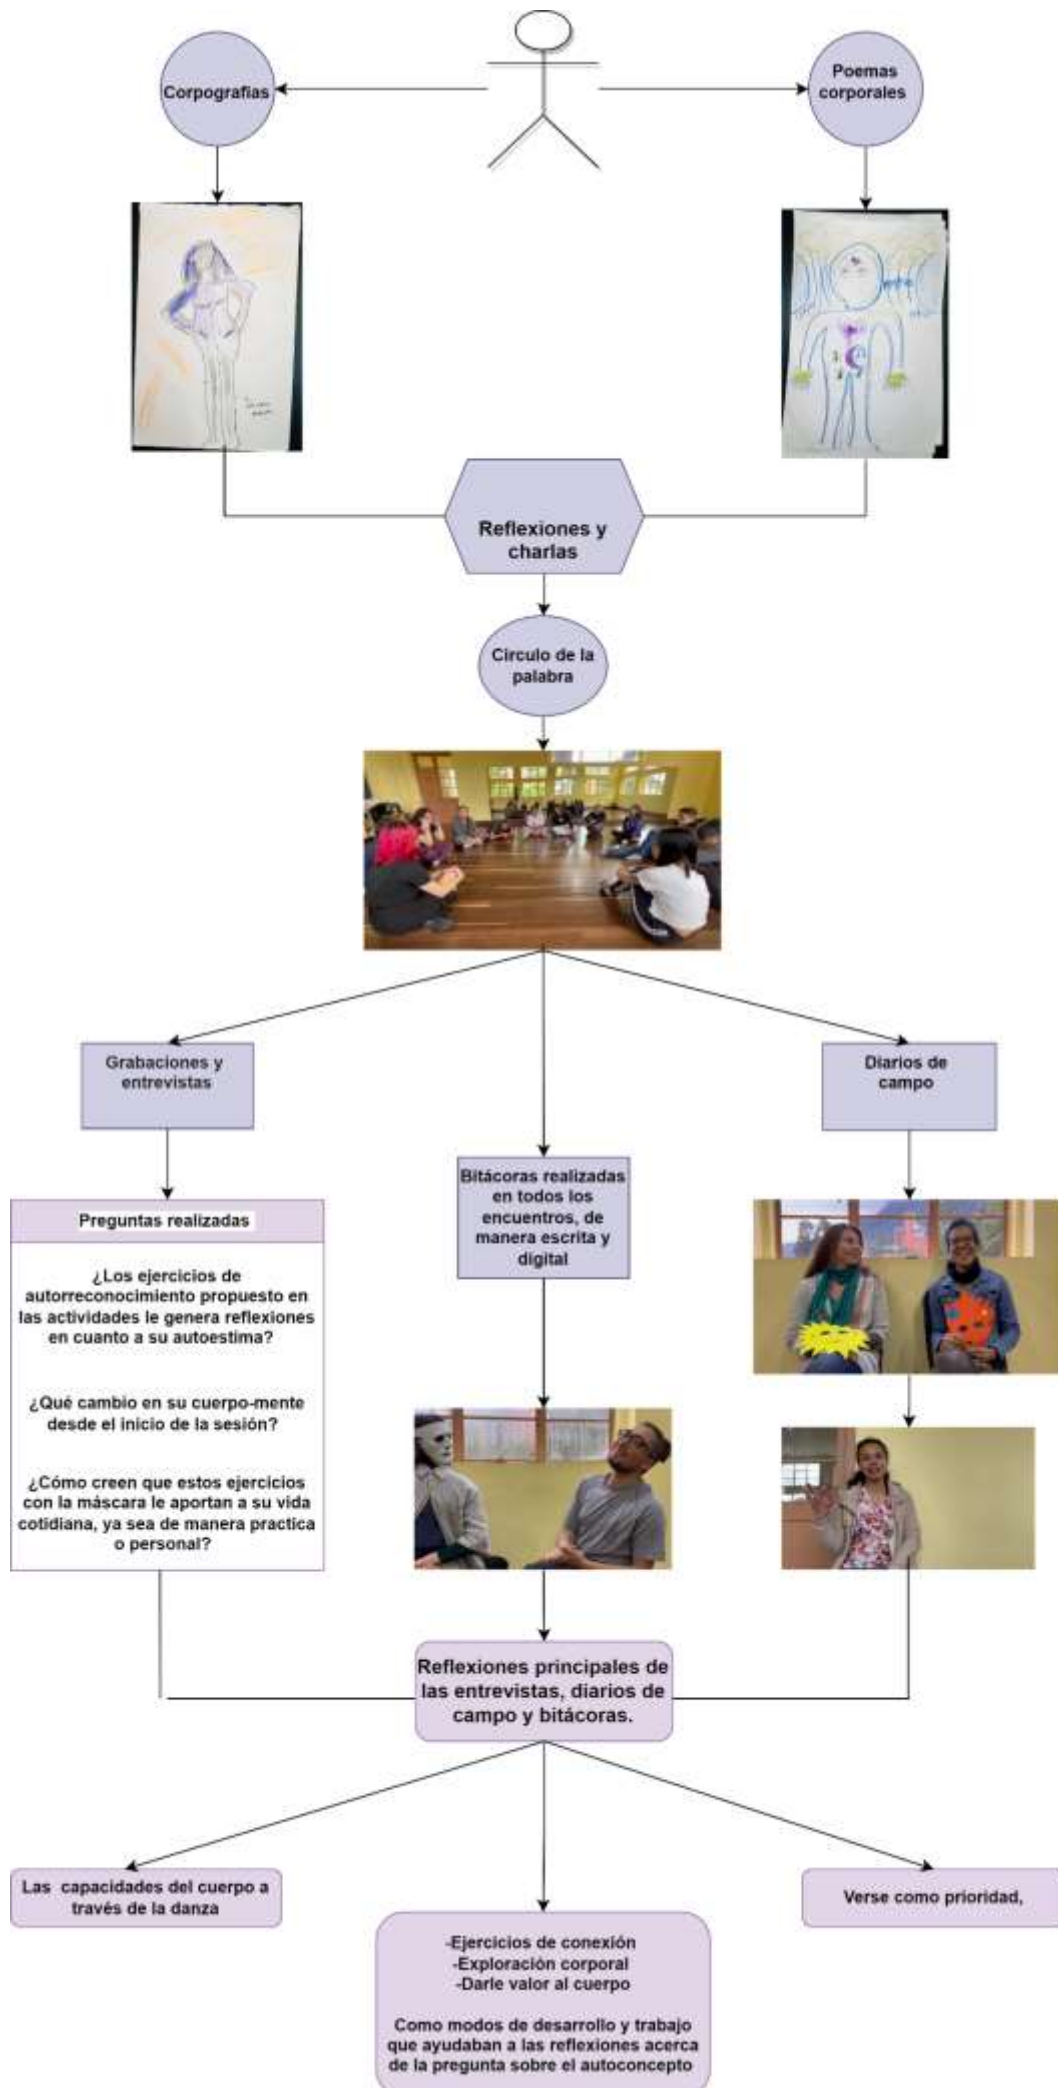 Corpografias
Poemas
corporales
Reflexiones y
charlas
Circulo de la
palabra
Grabaciones y
entrevistas
Diarios de
campo
Bitácoras realizadas
en todos los
encuentros, de
manera escrita y
digital
Preguntas realizadas
¿Los ejercicios de
autorreconocimiento propuesto en
las actividades le genera reflexiones
en cuanto a su autoestima?
¿Qué cambio en su cuerpo-mente
desde el inicio de la sesión?
¿Cómo creen que estos ejercicios
con la máscara le aportan a su vida
cotidiana, ya sea de manera practica
o personal?
Reflexiones principales de
las entrevistas, diarios de
campo y bitácoras.
Las capacidades del cuerpo a
través de la danza
Verse como prioridad,
-Ejercicios de conexión
-Exploración corporal
-Darle valor al cuerpo
Como modos de desarrollo y trabajo
que ayudaban a las reflexiones acerca
de la pregunta sobre el autoconcepto